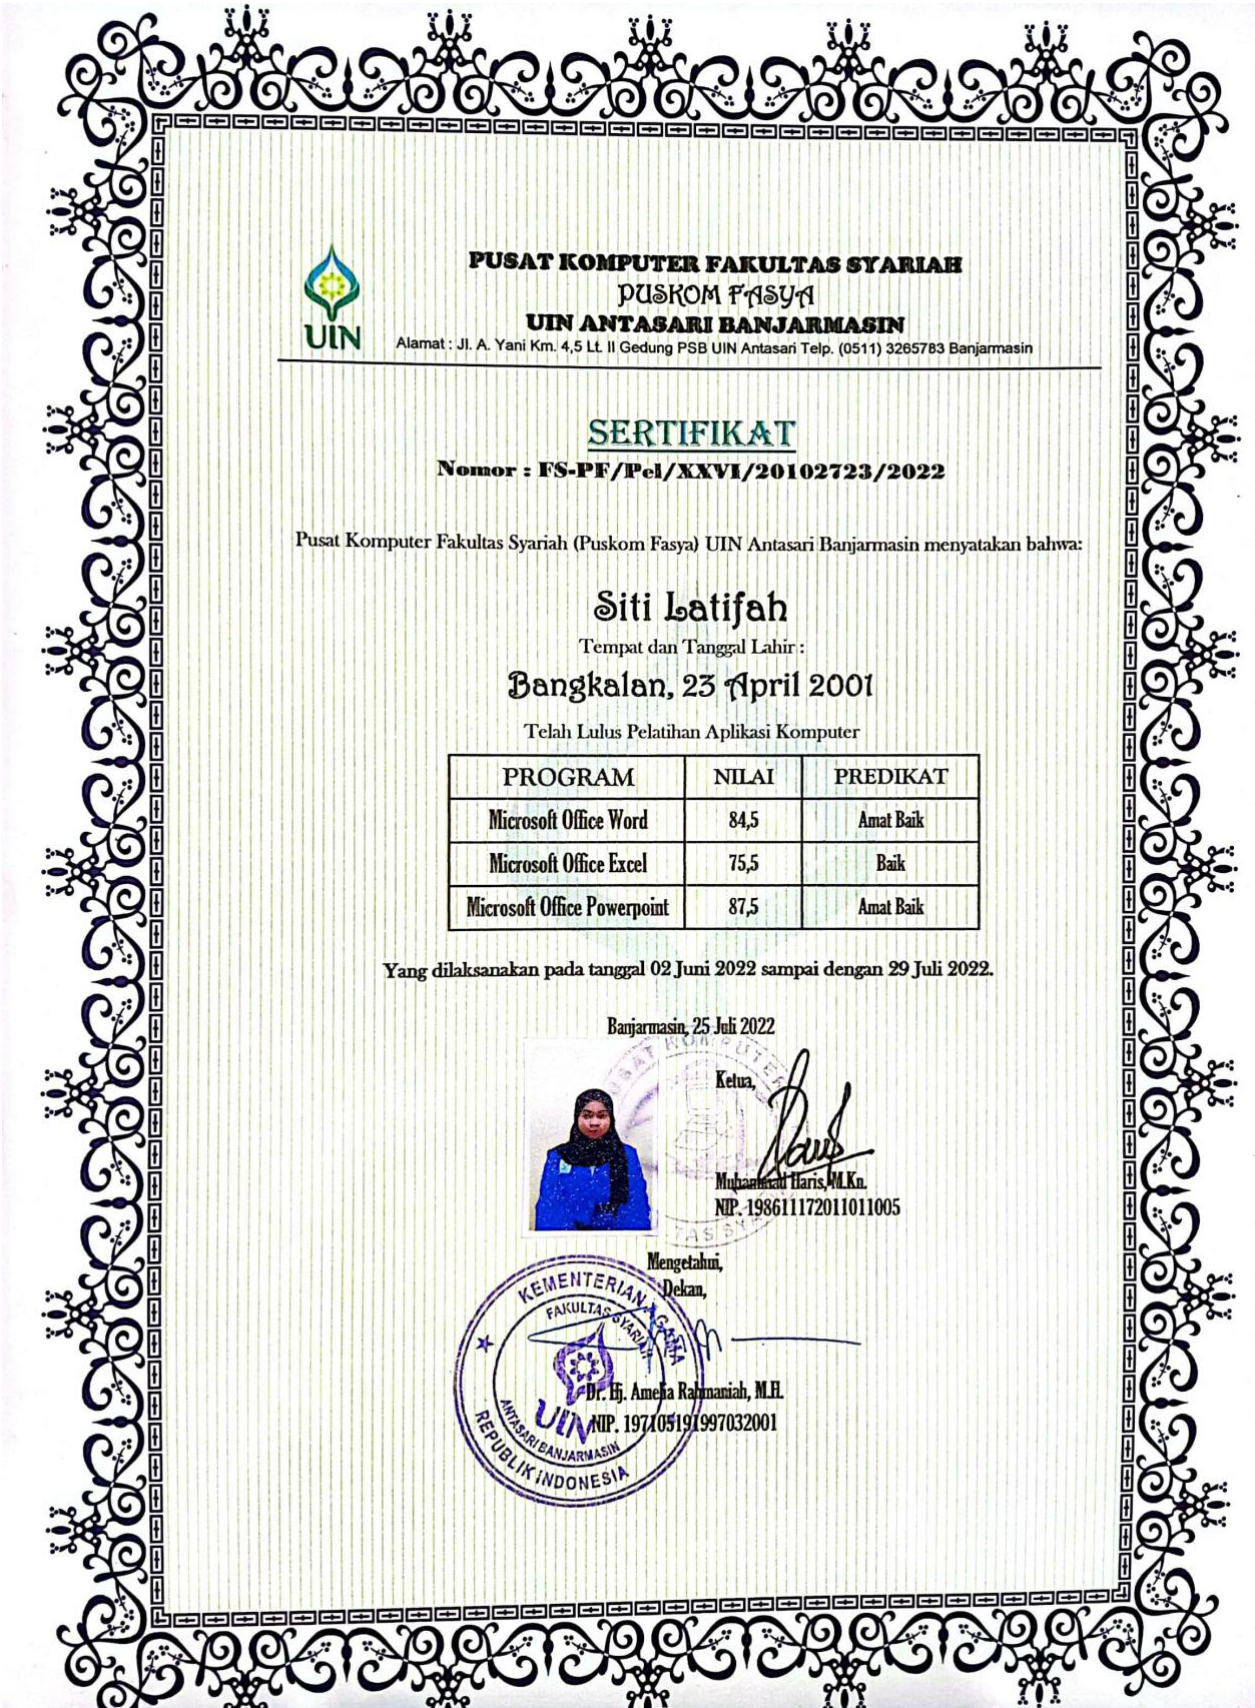 UIN
PUSAT KOMPUTER FAKULTAS SYARIAH
PUSKOM FASYA
UIN ANTASARI BANJARMASIN
Alamat : Jl. A. Yani Km. 4,5 Lt. II Gedung PSB UIN Antasari Telp. (0511) 3265783 Banjarmasin
SERTIFIKAT
Nomor : FS-PF/Pel/XXVI/20102723/2022
Pusat Komputer Fakultas Syariah (Puskom Fasya) UIN Antasari Banjarmasin menyatakan bahwa:
Siti Latifah
Tempat dan Tanggal Lahir :
Bangkalan, 23 April 2001
Telah Lulus Pelatihan Aplikasi Komputer
PROGRAM NILAI PREDIKAT
Microsoft Office Word 84,5 Amat Baik
Microsoft Office Excel 75,5 Baik
Microsoft Office Powerpoint 87,5 Amat Baik
Yang dilaksanakan pada tanggal 02 Juni 2022 sampai dengan 29 Juli 2022.
Banjarmasin, 25 Juli 2022
Ketua,
Muhammad Haris, M.Kn.
NIP. 198611172011011005
Mengetahui,
Dekan,
Dr. Hj. Amelia Rahmaniah, M.H.
NIP. 197105191997032001
KEMENTERIAN AGAMA
FAKULTAS SYARIAH
UIN
ANTASARI BANJARMASIN
REPUBLIK INDONESIA